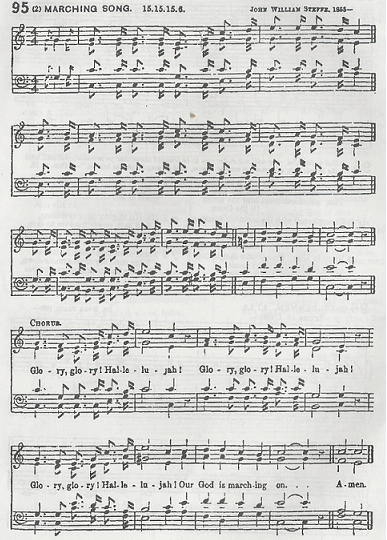 95 (2) MARCHING SONG. 15.15.15.6. JOHN WILLIAM STEFFE, 1855—
CHORUS.
Glo - ry, glo - ry! Hal - le - lu - jah! Glo - ry, glo - ry! Hal - le - lu - jah!
Glo - ry, glo - ry! Hal - le - lu - jah! Our God is march - ing on. . . . A - men.